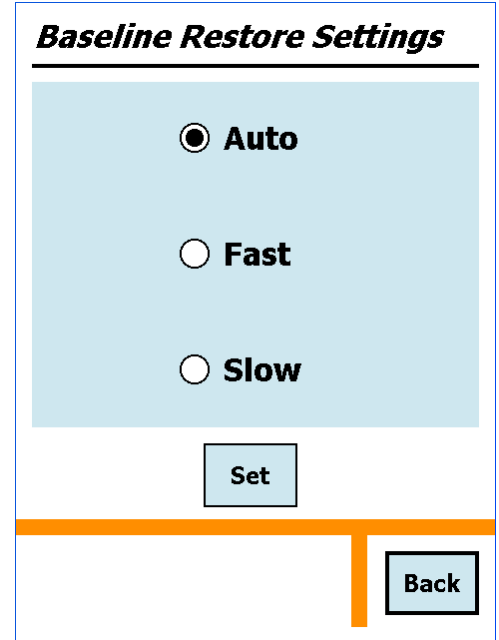 Baseline Restore Settings
Auto
Fast
Slow
Set
Back